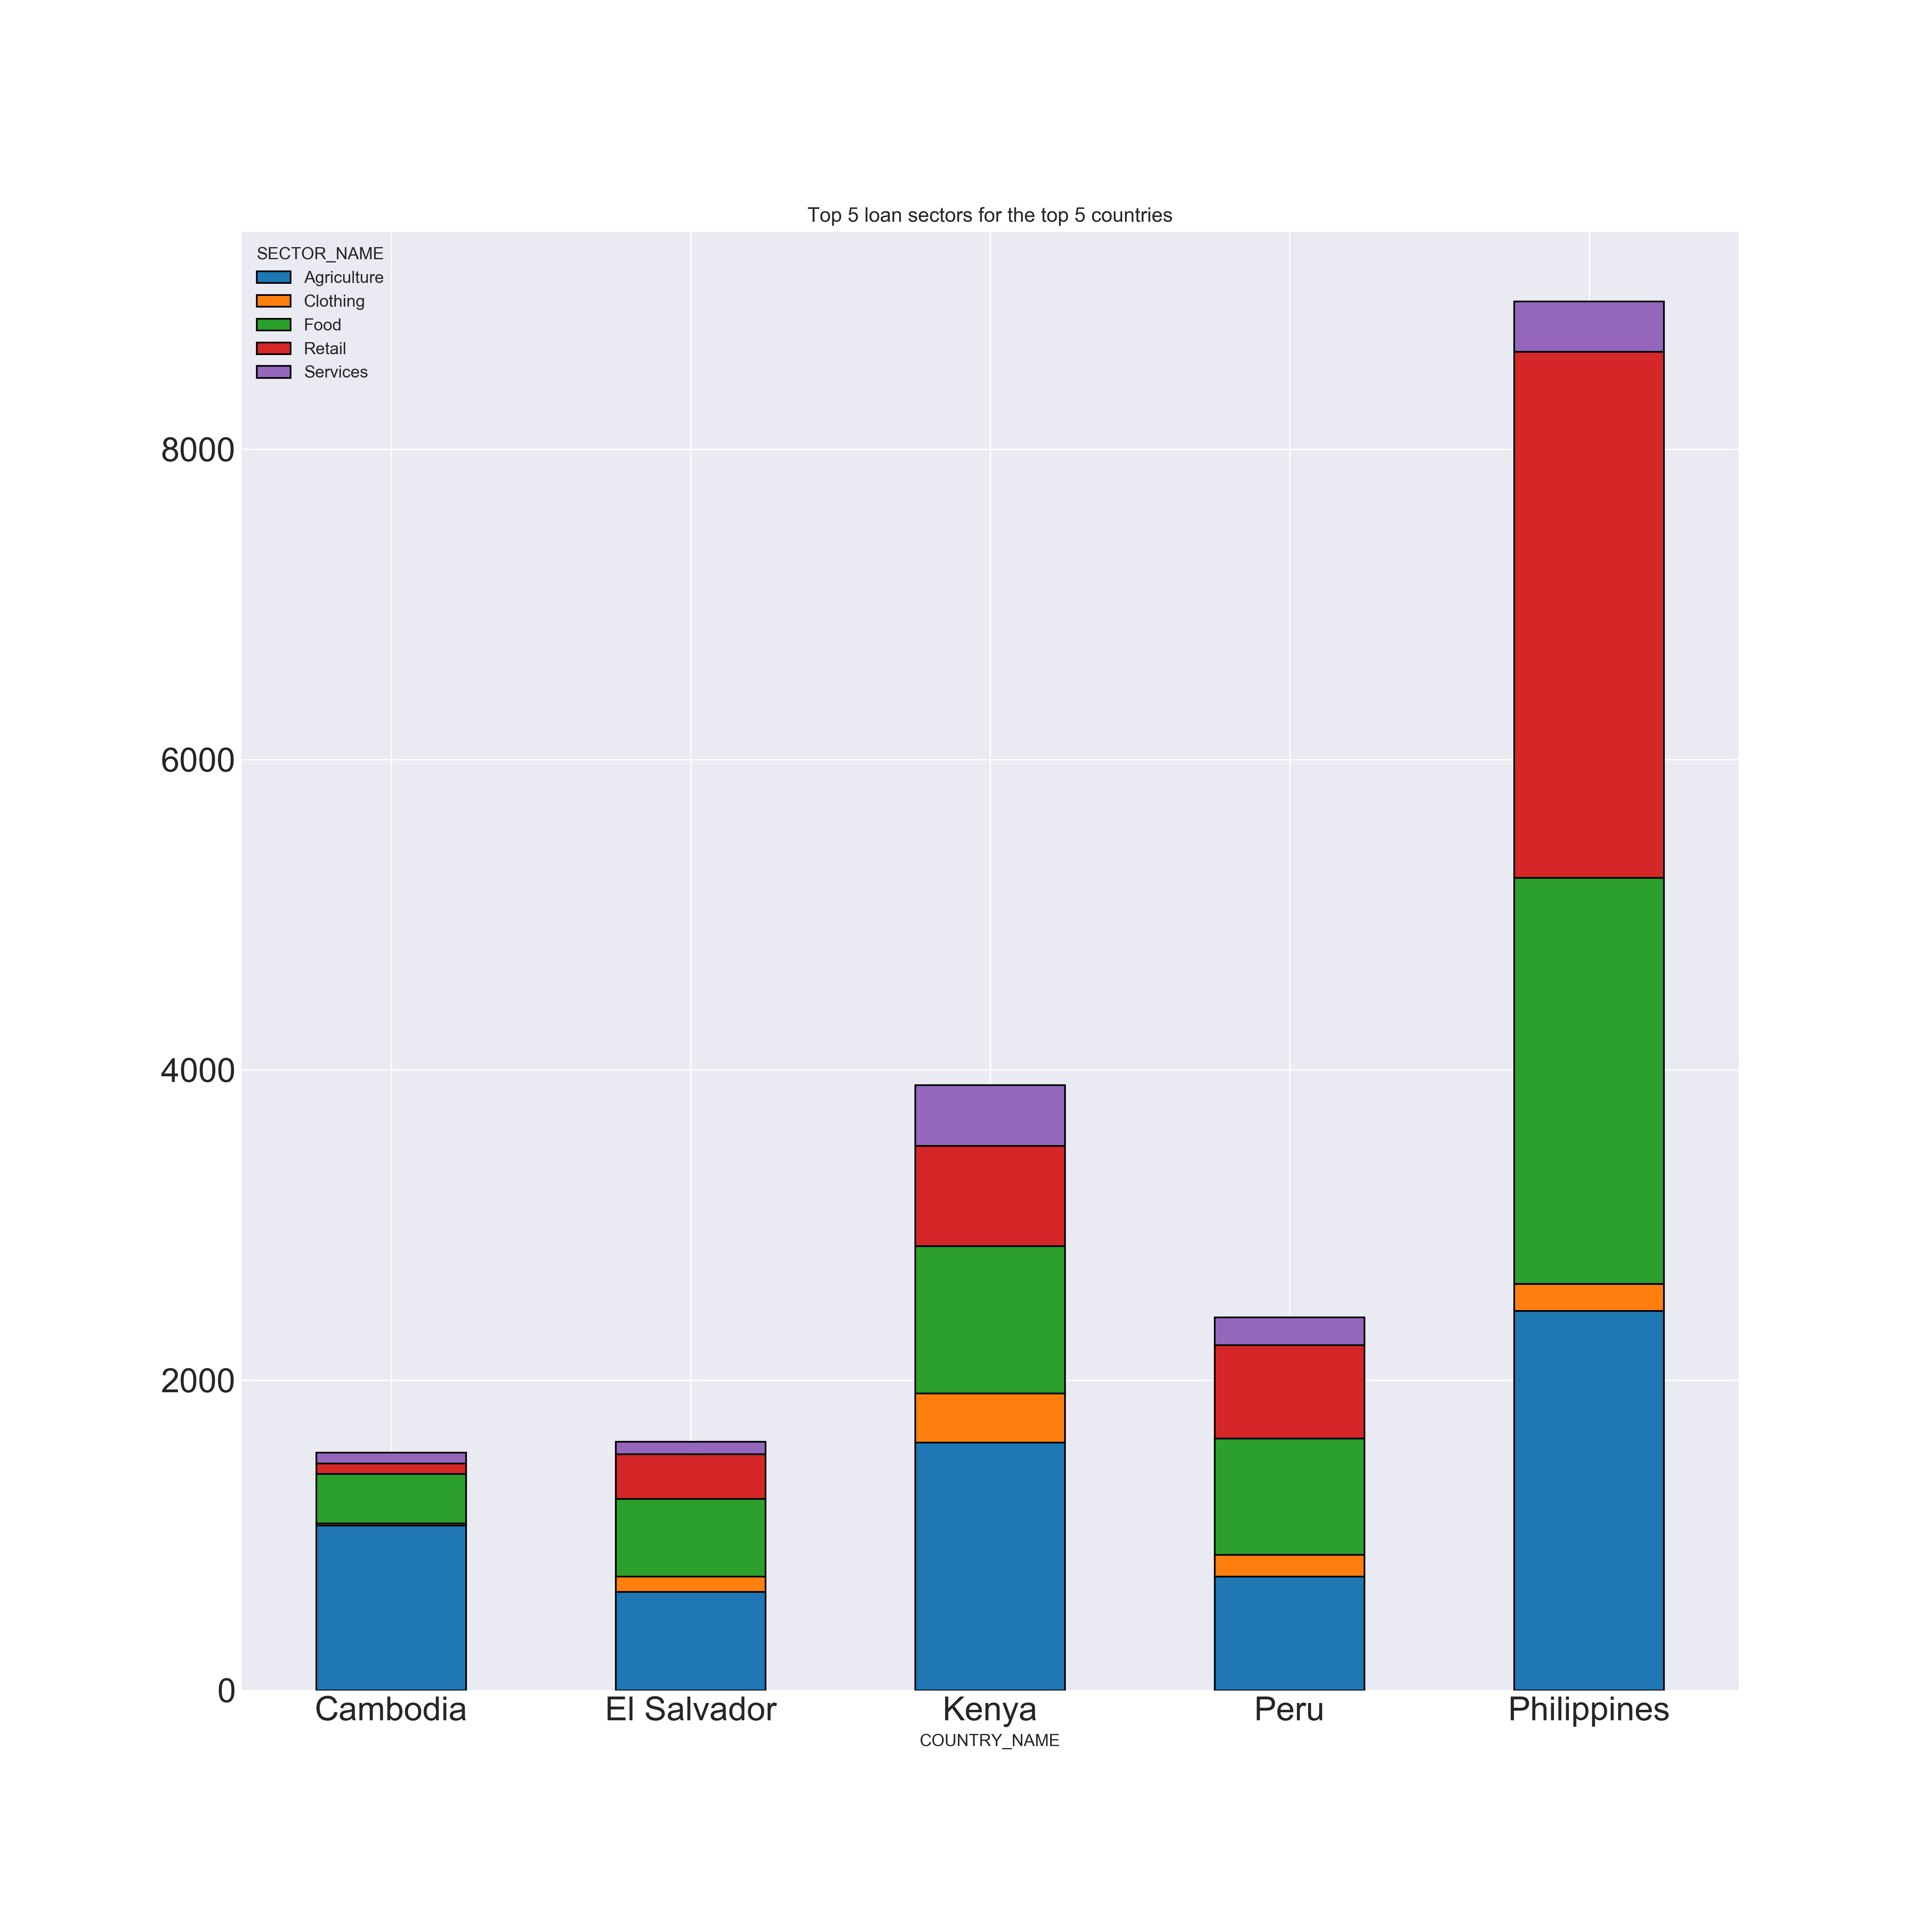 Top 5 loan sectors for the top 5 countries
SECTOR_NAME
Agriculture
Clothing
Food
Retail
Services
8000
6000
4000
2000
0
Cambodia El Salvador Kenya Peru Philippines
COUNTRY_NAME